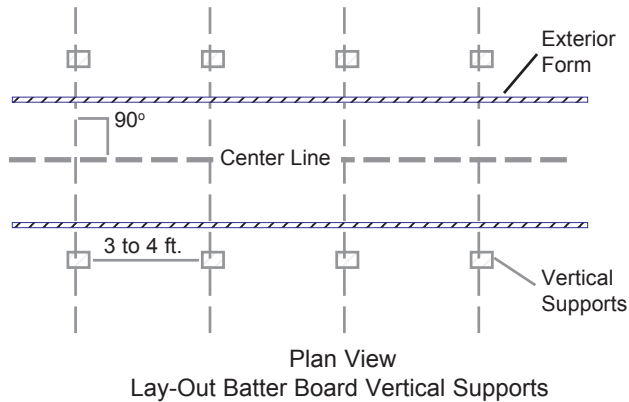 Exterior
Form
90°
Center Line
3 to 4 ft.
Vertical
Supports
Plan View
Lay-Out Batter Board Vertical Supports